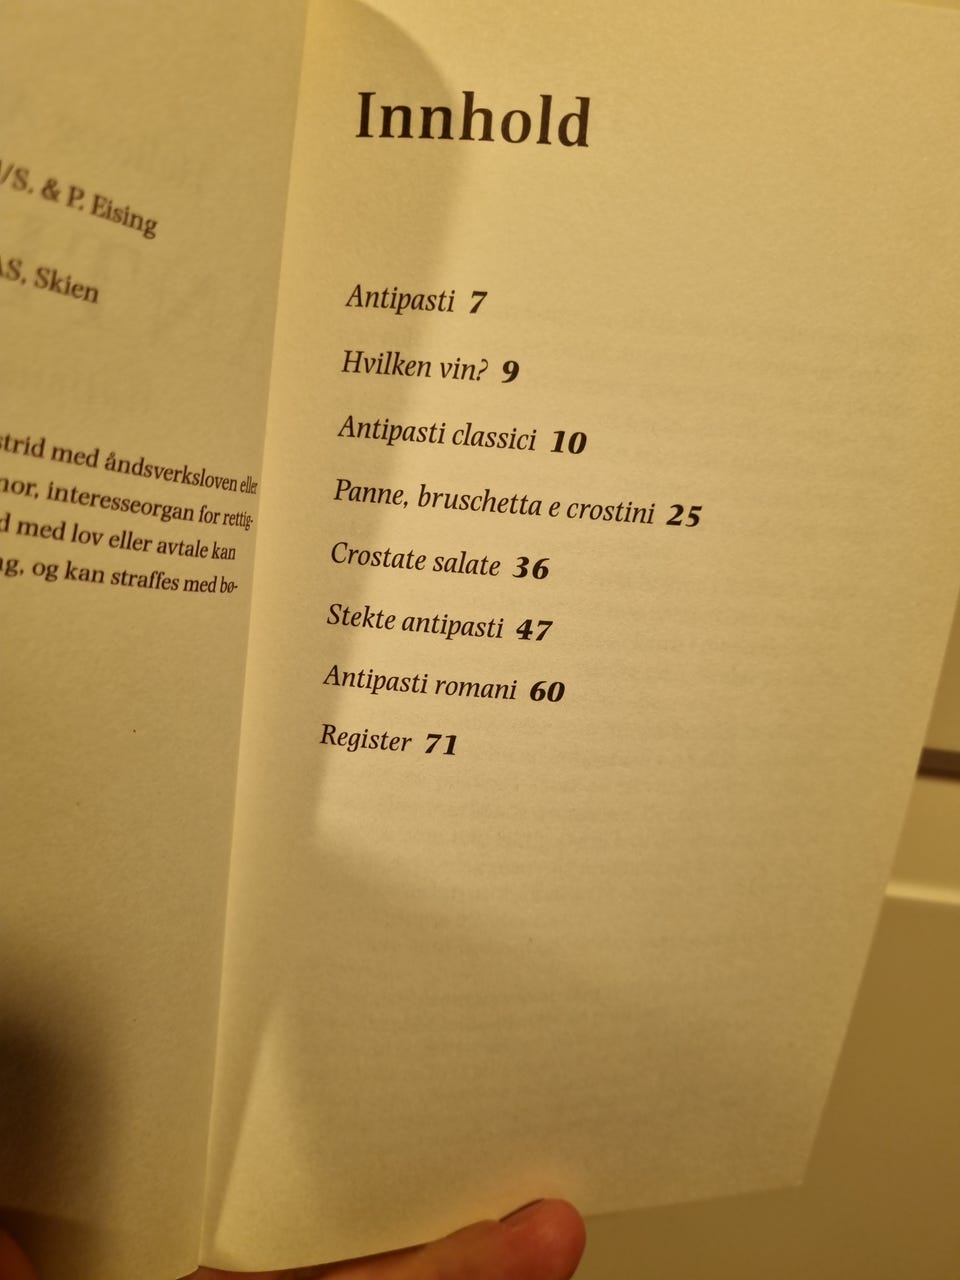 /S. & P. Eising
AS, Skien
strid med åndsverksloven eller
nor, interesseorgan for rettig-
d med lov eller avtale kan
g, og kan straffes med bø-
Innhold
Antipasti 7
Hvilken vin? 9
Antipasti classici 10
Panne, bruschetta e crostini 25
Crostate salate 36
Stekte antipasti 47
Antipasti romani 60
Register 71